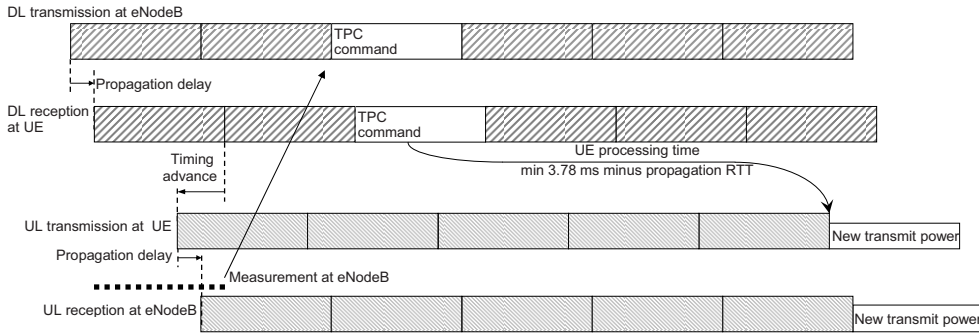 DL transmission at eNodeB
TPC
command
Propagation delay
DL reception
at UE
TPC
command
UE processing time
min 3.78 ms minus propagation RTT
Timing
advance
UL transmission at UE
New transmit power
Propagation delay
Measurement at eNodeB
UL reception at eNodeB
New transmit power